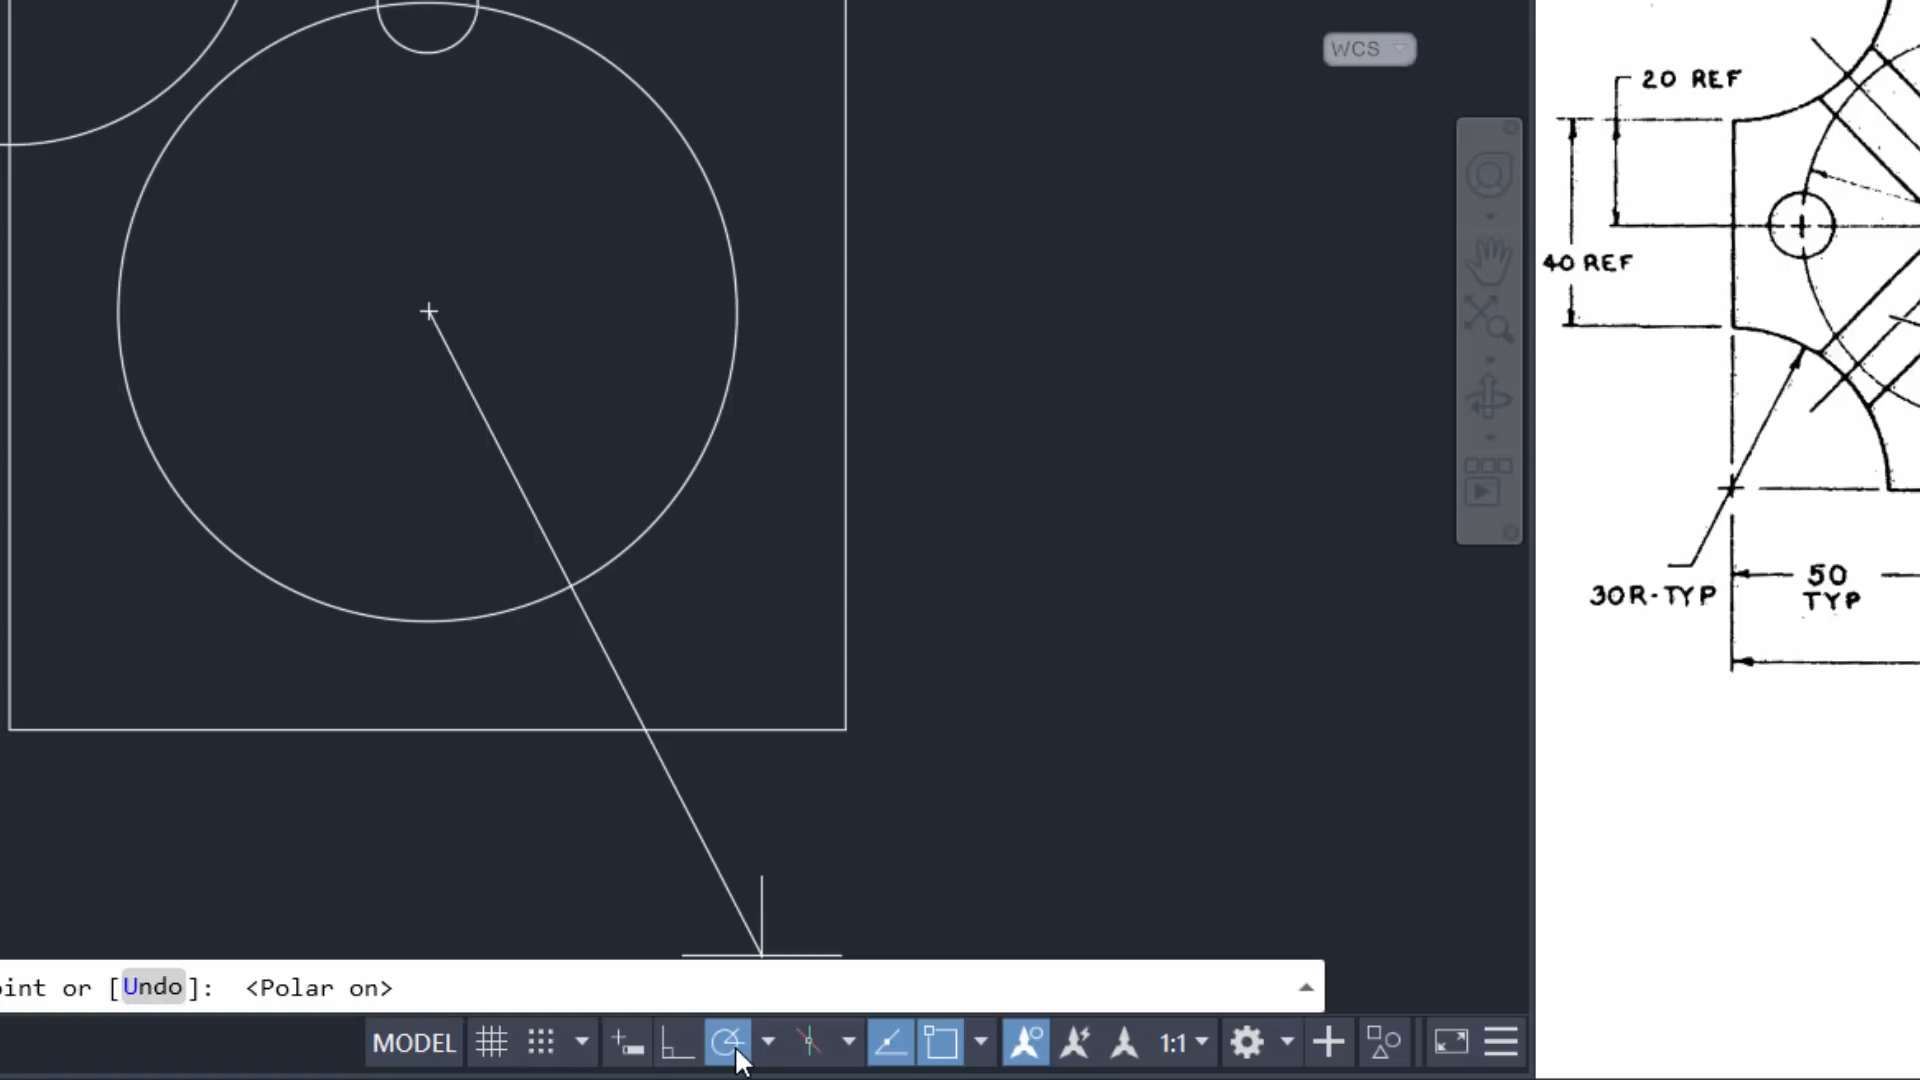 WCS
20 REF
40 REF
30R-TYP
50
TYP
int or [Undo]: <Polar on>
MODEL
1:1